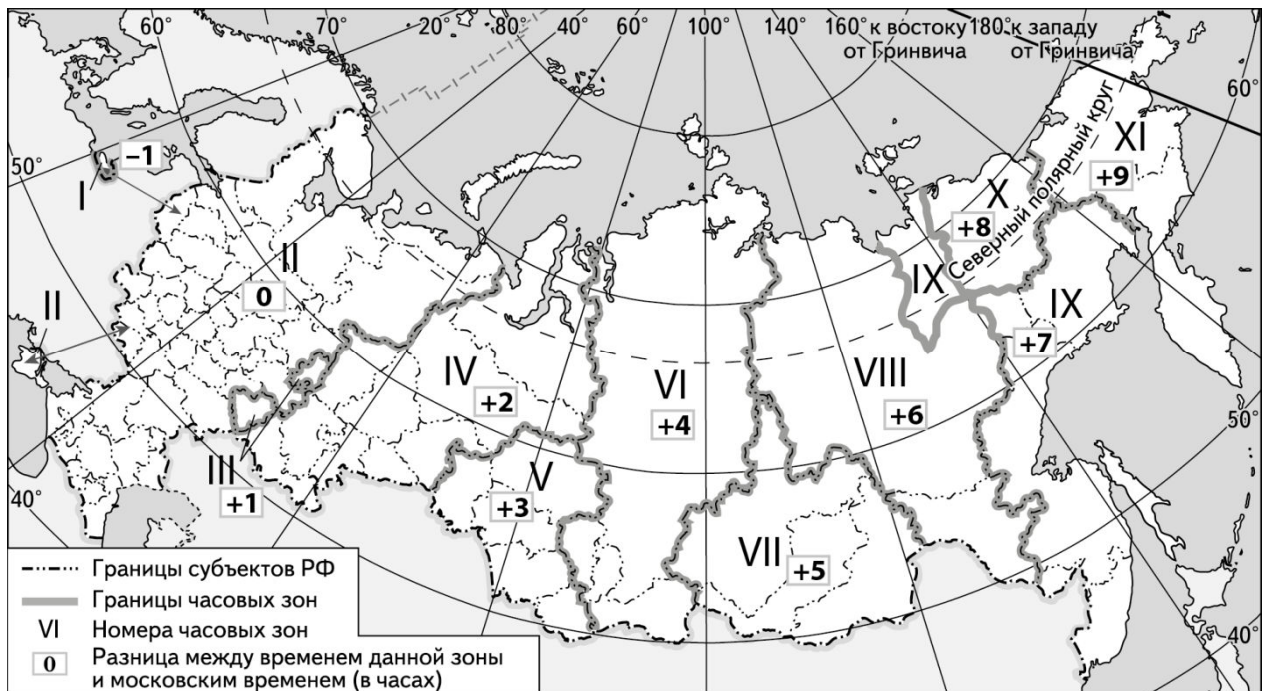 60° 70° 20° 40° 60° 80° 100° 120° 140° 160° к востоку 180° к западу
от Гринвича от Гринвича
60°
50°
–1
I
II
0
II
III
+1
IV
+2
V
+3
VI
+4
VII
+5
VIII
+6
IX
IX
+7
X
+8
XI
+9
Северный полярный круг
50°
40°
40°
Границы субъектов РФ
Границы часовых зон
VI Номера часовых зон
0 Разница между временем данной зоны
и московским временем (в часах)